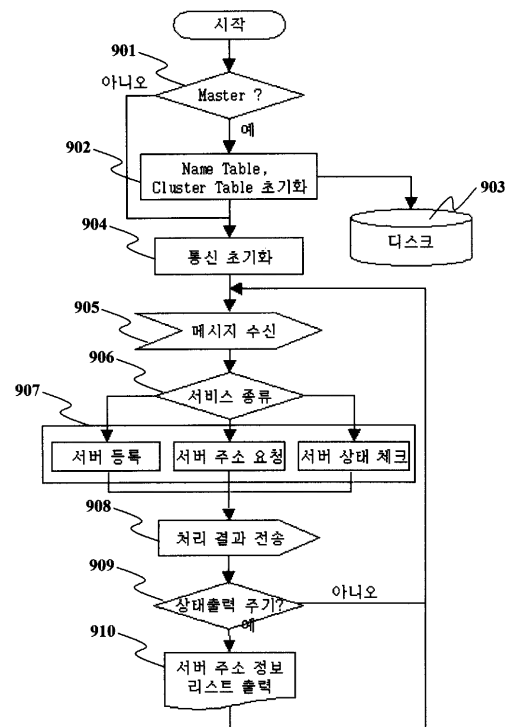 시작
901
아니오
Master ?
예
902
Name Table,
Cluster Table 초기화
903
디스크
904
통신 초기화
905
메시지 수신
906
서비스 종류
907
서버 등록
서버 주소 요청
서버 상태 체크
908
처리 결과 전송
909
상태출력 주기?
아니오
예
910
서버 주소 정보
리스트 출력